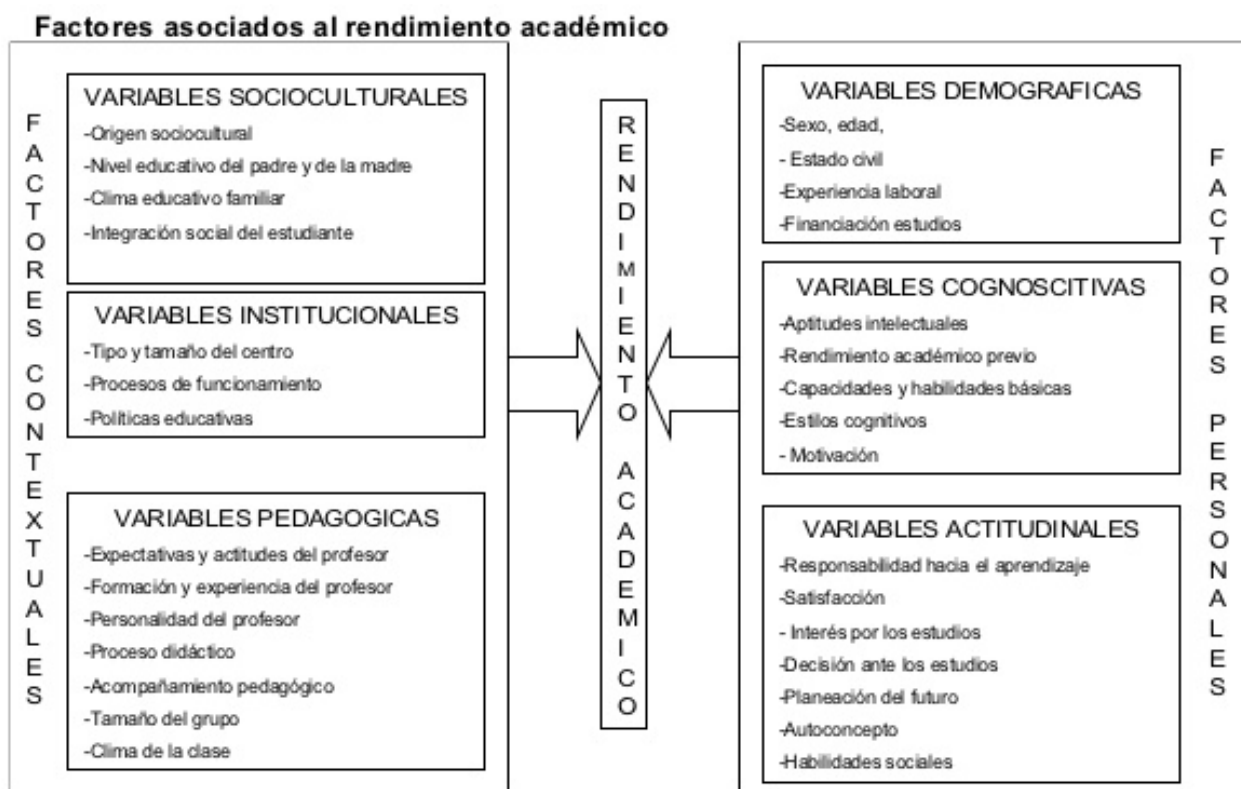 Factores asociados al rendimiento académico
FACTORES CONTEXTUALES
VARIABLES SOCIOCULTURALES
-Origen sociocultural
-Nivel educativo del padre y de la madre
-Clima educativo familiar
-Integración social del estudiante
VARIABLES INSTITUCIONALES
-Tipo y tamaño del centro
-Procesos de funcionamiento
-Políticas educativas
VARIABLES PEDAGOGICAS
-Expectativas y actitudes del profesor
-Formación y experiencia del profesor
-Personalidad del profesor
-Proceso didáctico
-Acompañamiento pedagógico
-Tamaño del grupo
-Clima de la clase
RENDIMIENTO ACADEMICO
VARIABLES DEMOGRAFICAS
-Sexo, edad,
- Estado civil
-Experiencia laboral
-Financiación estudios
VARIABLES COGNOSCITIVAS
-Aptitudes intelectuales
-Rendimiento académico previo
-Capacidades y habilidades básicas
-Estilos cognitivos
- Motivación
VARIABLES ACTITUDINALES
-Responsabilidad hacia el aprendizaje
-Satisfacción
- Interés por los estudios
-Decisión ante los estudios
-Planeación del futuro
-Autoconcepto
-Habilidades sociales
FACTORES PERSONALES